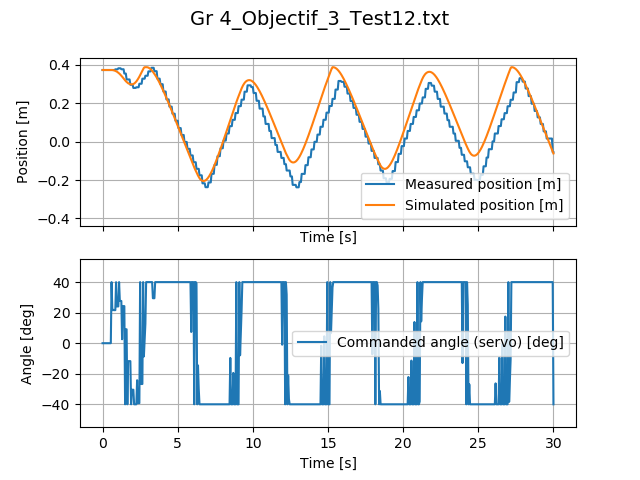 Gr 4_Objectif_3_Test12.txt
0.4
0.2
0.0
−0.2
−0.4
Position [m]
Measured position [m]
Simulated position [m]
Time [s]
40
20
0
−20
−40
Angle [deg]
Commanded angle (servo) [deg]
0 5 10 15 20 25 30
Time [s]